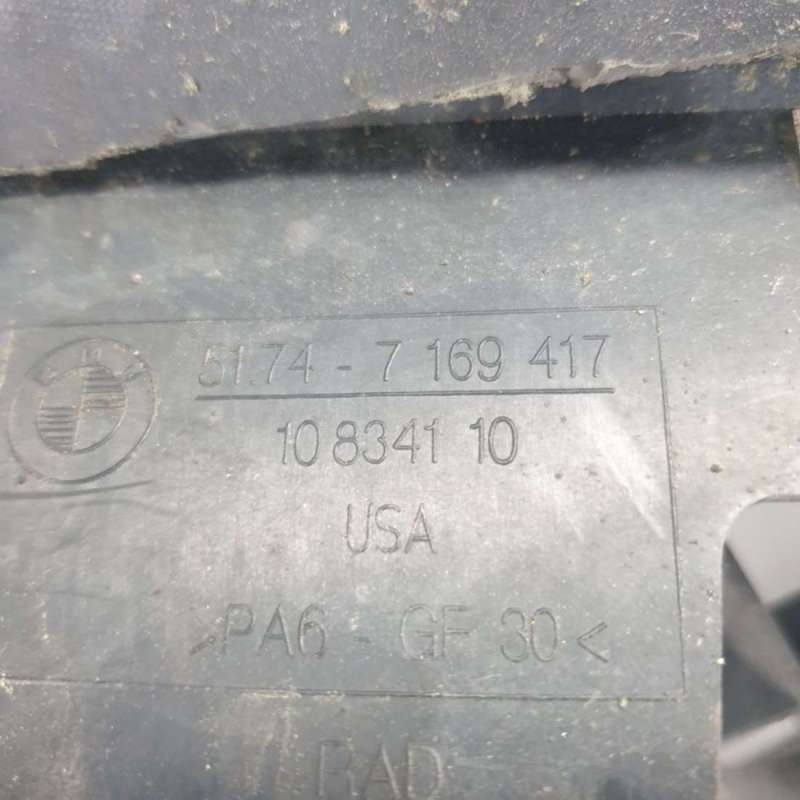 51.74 - 7 169 417
10 8341 10
USA
>PA6 - GF 30<
RAD